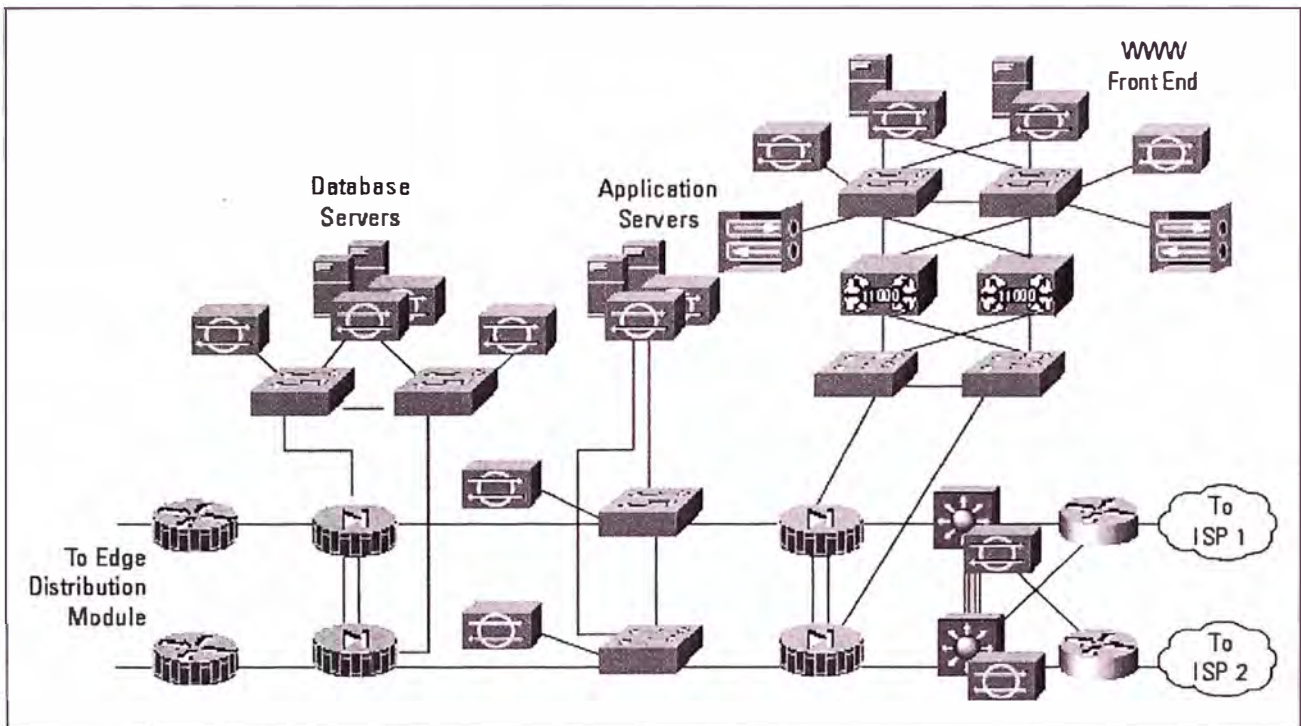 WWW
Front End
Database
Servers
Application
Servers
11000
11000
To Edge
Distribution
Module
To
ISP 1
To
ISP 2